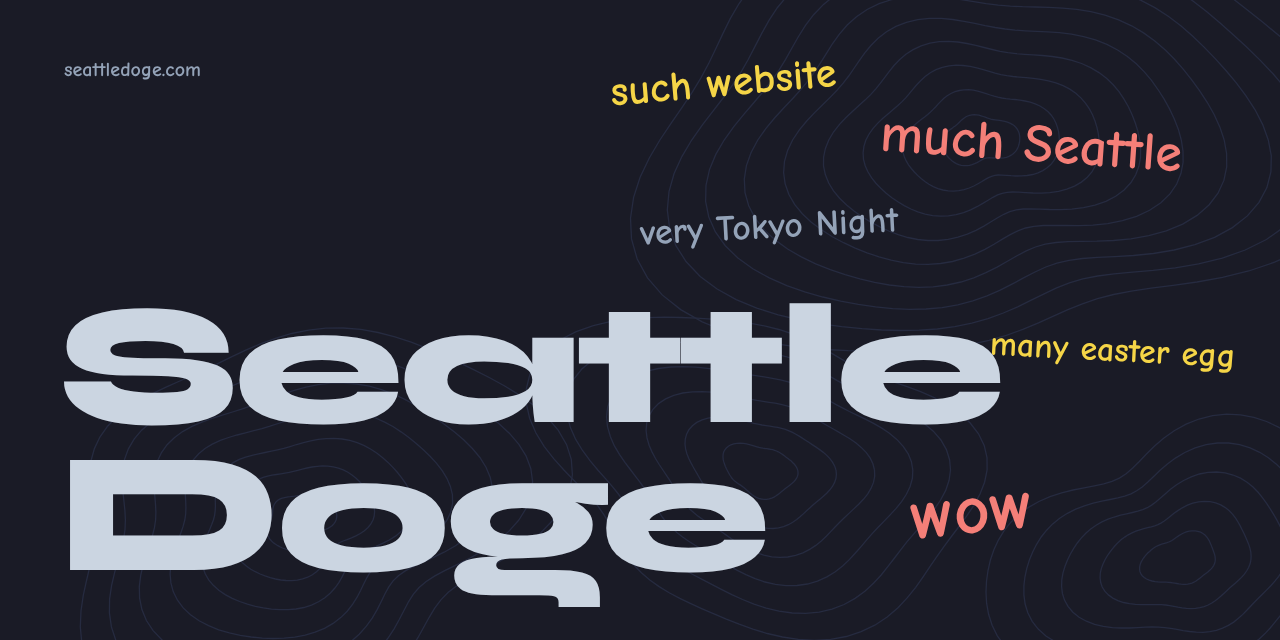 seattledoge.com
such website
much Seattle
very Tokyo Night
Seattle
many easter egg
Doge
wow